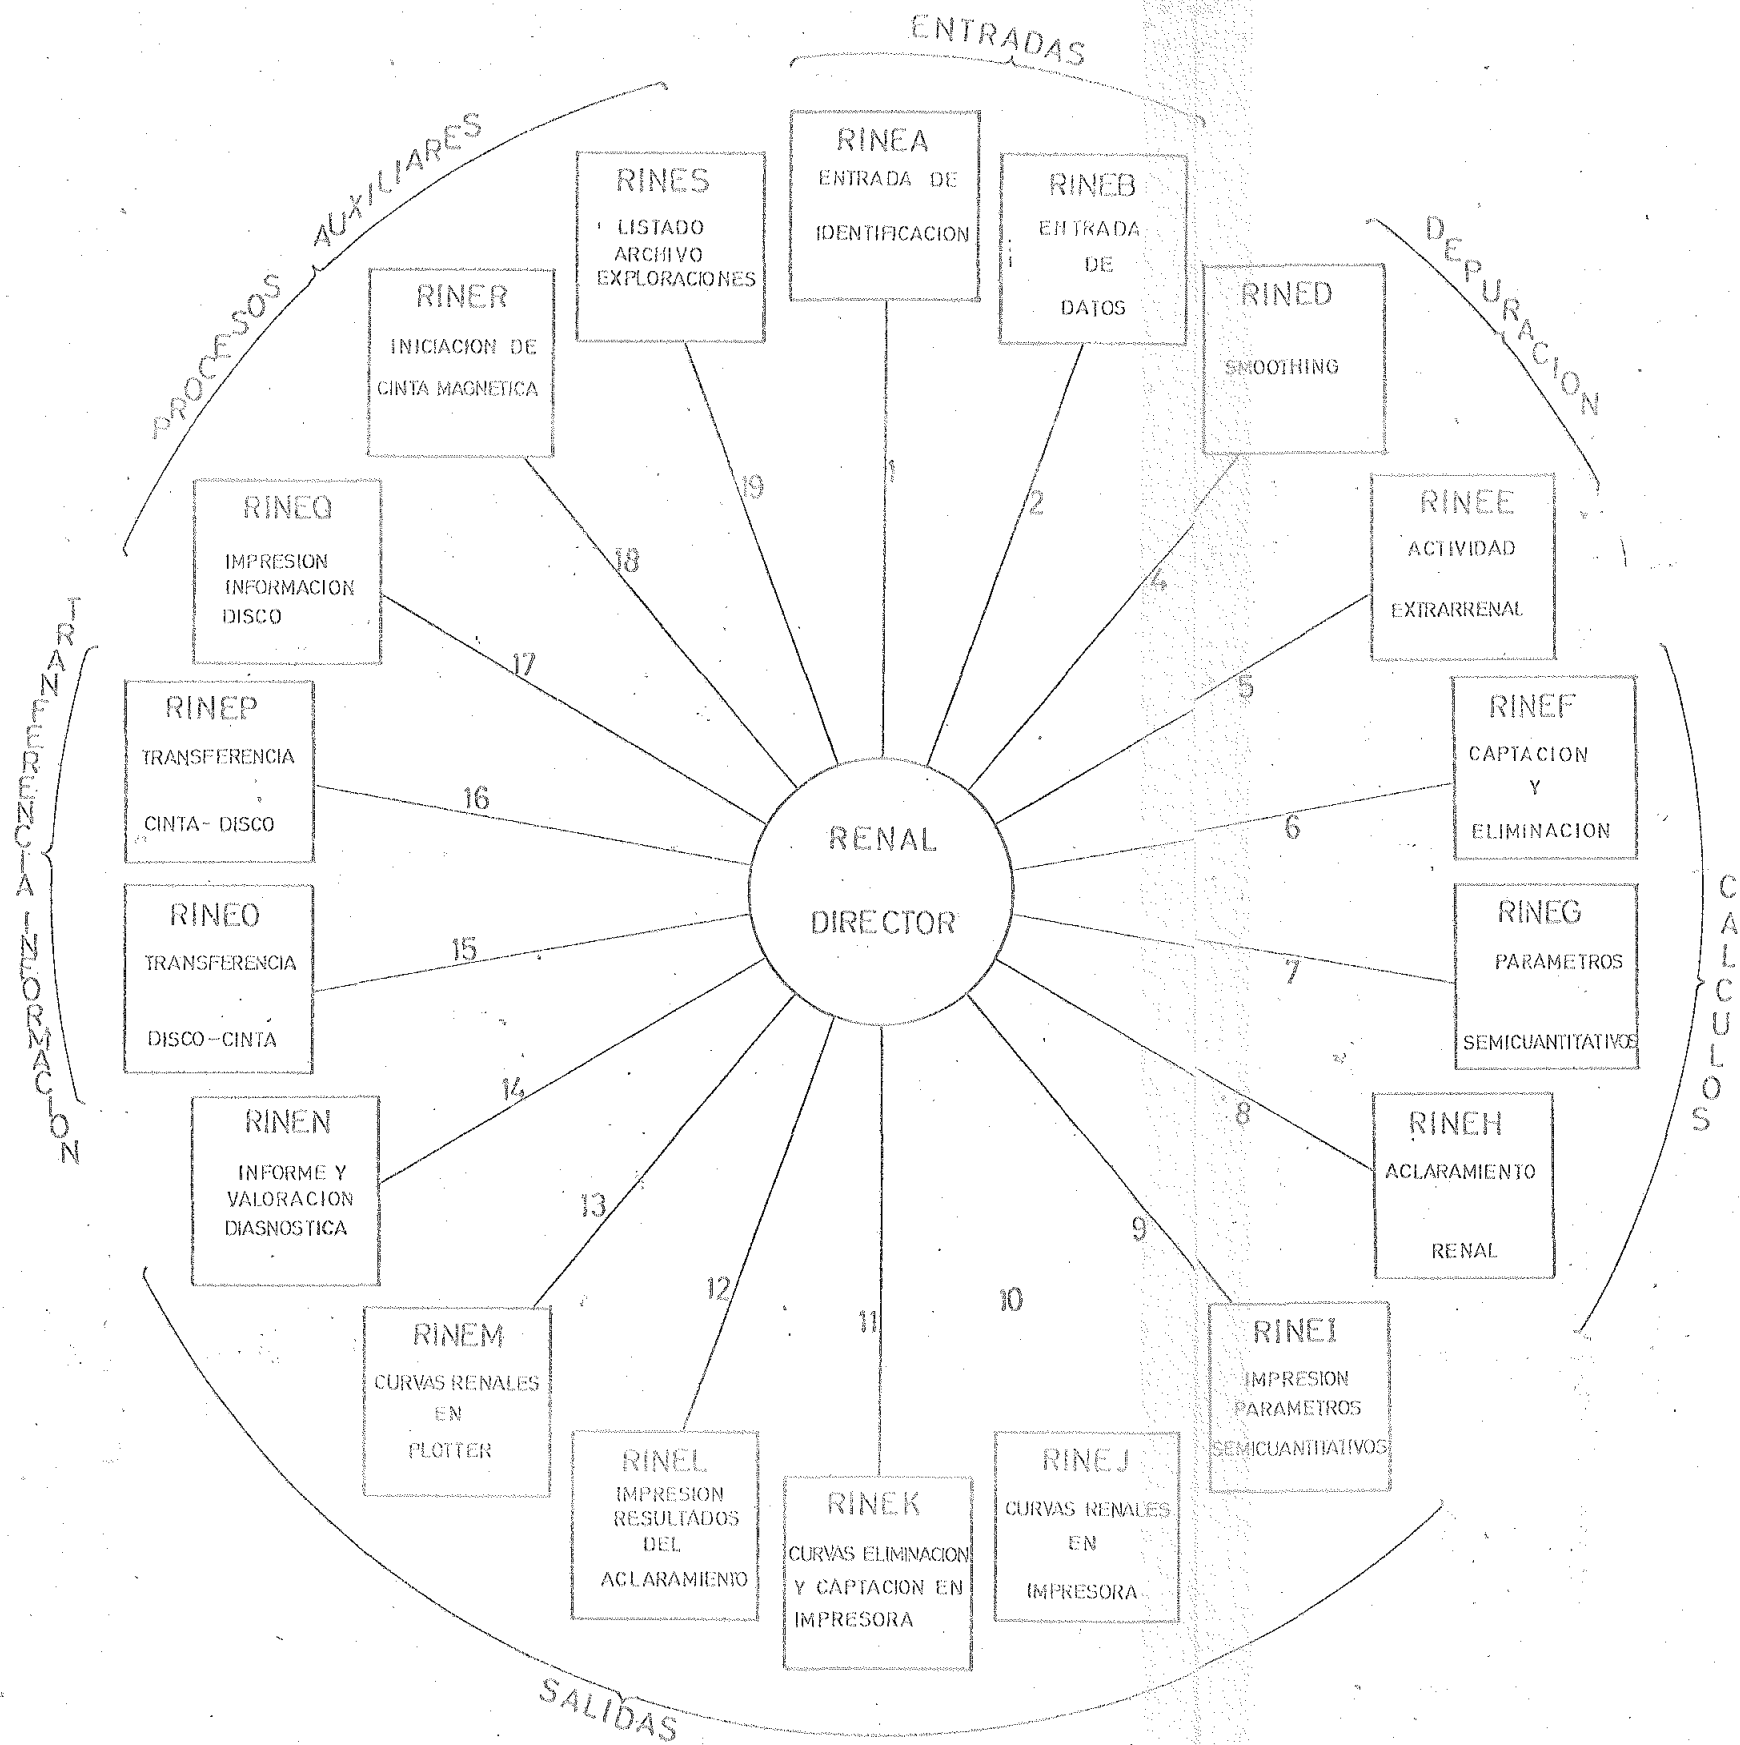 ENTRADAS
RINEA
ENTRADA DE
IDENTIFICACION
RINEB
ENTRADA
DE
DATOS
DEPURACION
RINED
SMOOTHING
RINEE
ACTIVIDAD
EXTRARRENAL
CALCULOS
RINEF
CAPTACION
Y
ELIMINACION
RINEG
PARAMETROS
SEMICUANTITATIVOS
RINEH
ACLARAMIENTO
RENAL
RINEI
IMPRESION
PARAMETROS
SEMICUANTITATIVOS
RINEJ
CURVAS RENALES
EN
IMPRESORA
RINEK
CURVAS ELIMINACION
Y CAPTACION EN
IMPRESORA
RINEL
IMPRESION
RESULTADOS
DEL
ACLARAMIENTO
RINEM
CURVAS RENALES
EN
PLOTTER
SALIDAS
RINEN
INFORME Y
VALORACION
DIASNOSTICA
TRANFERENCIA INFORMACION
RINEO
TRANSFERENCIA
DISCO-CINTA
RINEP
TRANSFERENCIA
CINTA-DISCO
PROCESOS AUXILIARES
RINEQ
IMPRESION
INFORMACION
DISCO
RINER
INICIACION DE
CINTA MAGNETICA
RINES
LISTADO
ARCHIVO
EXPLORACIONES
RENAL
DIRECTOR
1
2
4
5
6
7
8
9
10
11
12
13
14
15
16
17
18
19